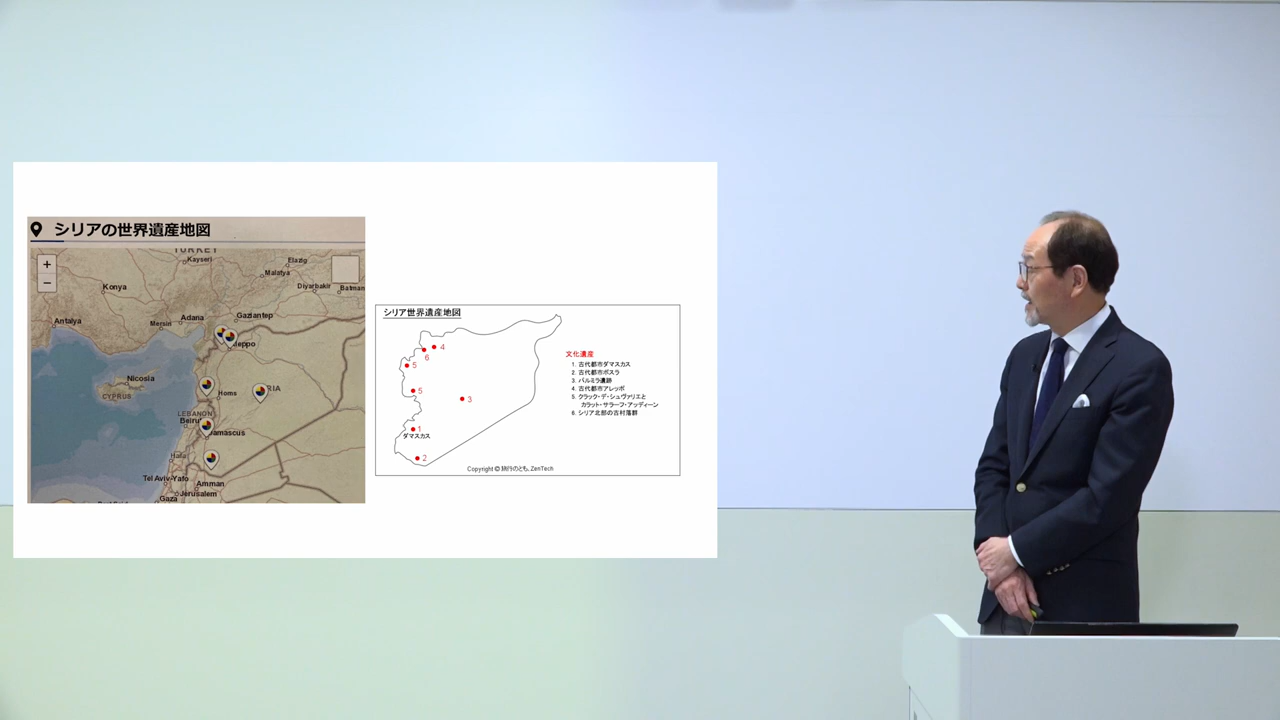 シリアの世界遺産地図
TURKEY
+
−
Kayseri
Elazig
Malatya
Diyarbakir
Batman
Konya
Antalya
Mersin
Adana
Gaziantep
leppo
Nicosia
CYPRUS
Homs
RIA
LEBANON
Beirut
Damascus
Haifa
Tel Aviv-Yafo
Amman
Jerusalem
Gaza
シリア世界遺産地図
4
6
5
5
3
1
ダマスカス
2
文化遺産
1. 古代都市ダマスカス
2. 古代都市ボスラ
3. パルミラ遺跡
4. 古代都市アレッポ
5. クラック・デ・シュヴァリエと
カラット・サラーフ・アッディーン
6. シリア北部の古村落群
Copyright © 旅行のとも、ZenTech